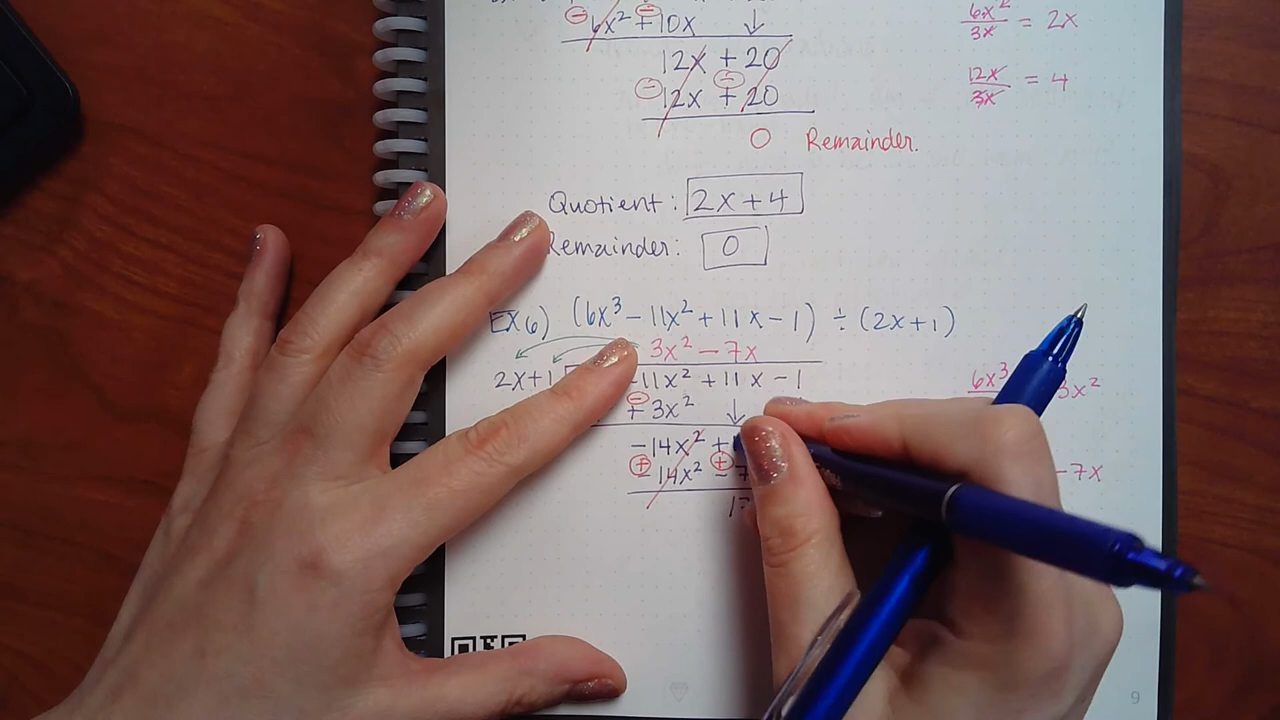 6x² + 10x ↓
6x²/3x = 2x
12x + 20
12x + 20
12x/3x = 4
0 Remainder.
Quotient: 2x + 4
Remainder: 0
EX 6) (6x³ - 11x² + 11x - 1) ÷ (2x + 1)
3x² - 7x
2x+1 -11x² + 11x - 1
6x³ 3x²
+ 3x² ↓
-14x² +
- 14x² - 7
-7x
9